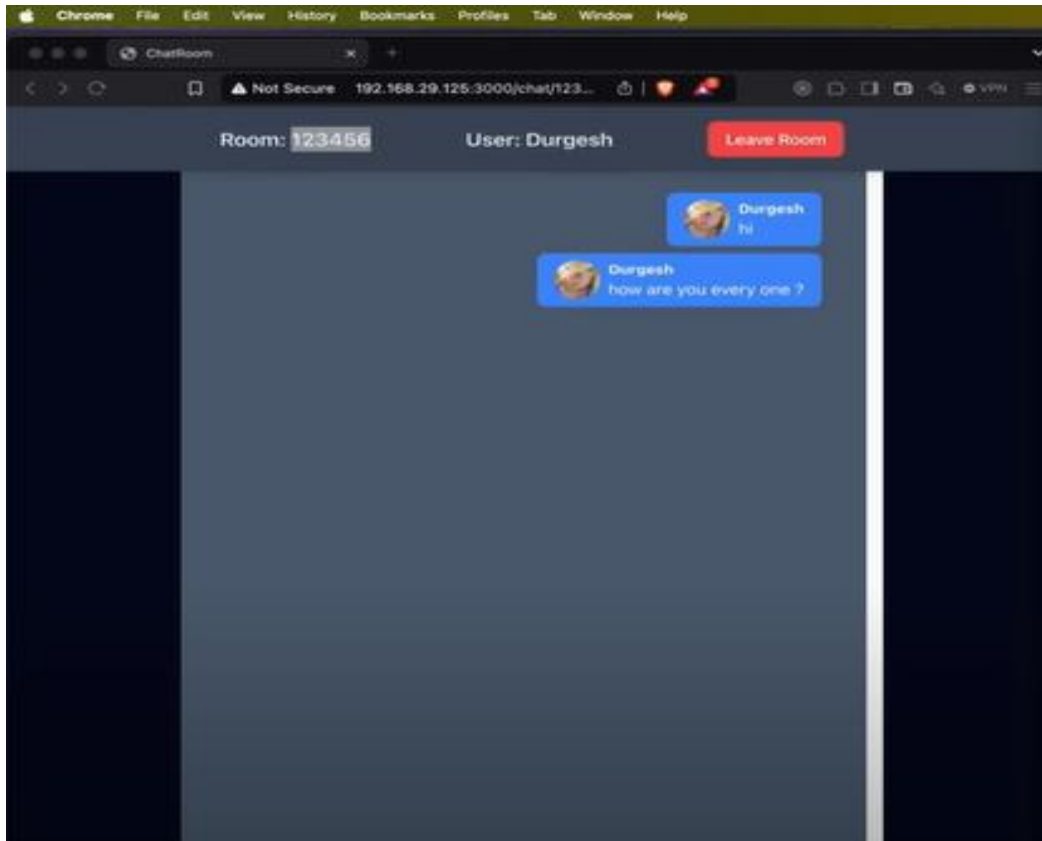 Chrome File Edit View History Bookmarks Profiles Tab Window Help
ChatRoom
Not Secure 192.168.29.125:3000/chat/123... VPN
Room: 123456 User: Durgesh Leave Room
Durgesh
hi
Durgesh
how are you every one ?